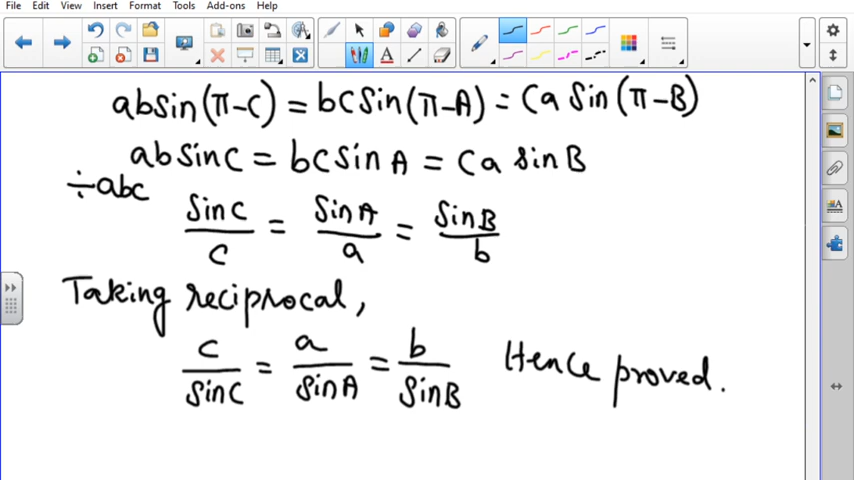 File Edit View Insert Format Tools Add-ons Help
absin(π-C) = bcsin(π-A) = ca sin(π-B)
absinC = bcsinA = ca sinB
÷abc
sinC/c = sinA/a = sinB/b
Taking reciprocal,
c/sinC = a/sinA = b/sinB Hence proved.